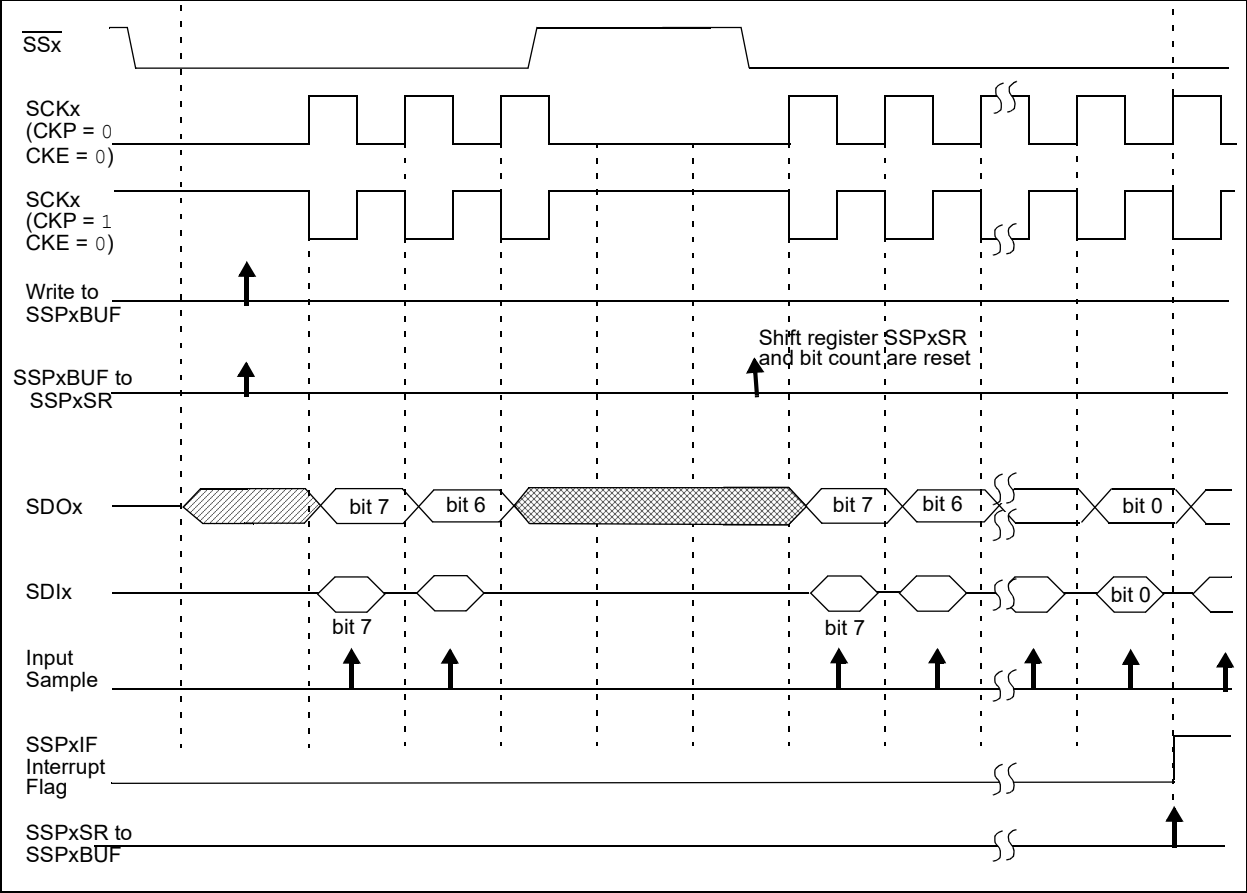 SSx
SCKx
(CKP = 0
CKE = 0)
SCKx
(CKP = 1
CKE = 0)
Write to
SSPxBUF
Shift register SSPxSR
and bit count are reset
SSPxBUF to
SSPxSR
SDOx
bit 7
bit 6
bit 7
bit 6
bit 0
SDIx
bit 0
bit 7
bit 7
Input
Sample
SSPxIF
Interrupt
Flag
SSPxSR to
SSPxBUF